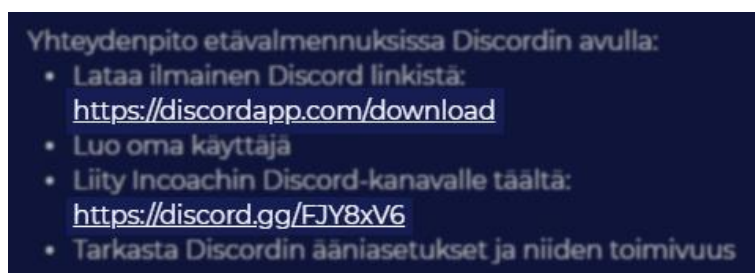 Yhteydenpito etävalmennuksissa Discordin avulla:
• Lataa ilmainen Discord linkistä:
https://discordapp.com/download
• Luo oma käyttäjä
• Liity Incoachin Discord-kanavalle täältä:
https://discord.gg/FJY8xV6
• Tarkasta Discordin ääniasetukset ja niiden toimivuus